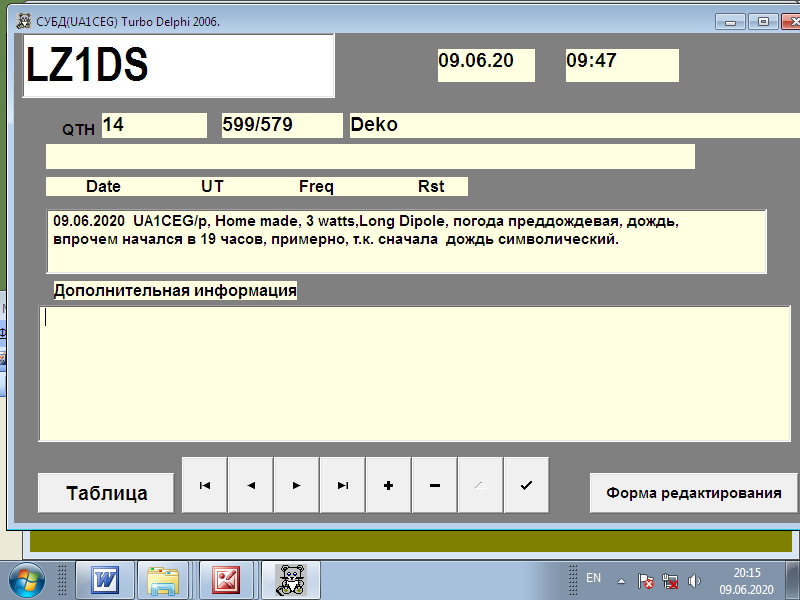 СУБД(UA1CEG) Turbo Delphi 2006.
LZ1DS
09.06.20
09:47
QTH 14
599/579
Deko
Date UT Freq Rst
09.06.2020 UA1CEG/p, Home made, 3 watts,Long Dipole, погода преддождевая, дождь,
впрочем начался в 19 часов, примерно, т.к. сначала дождь символический.
Дополнительная информация
Таблица
Форма редактирования
EN
20:15
09.06.2020